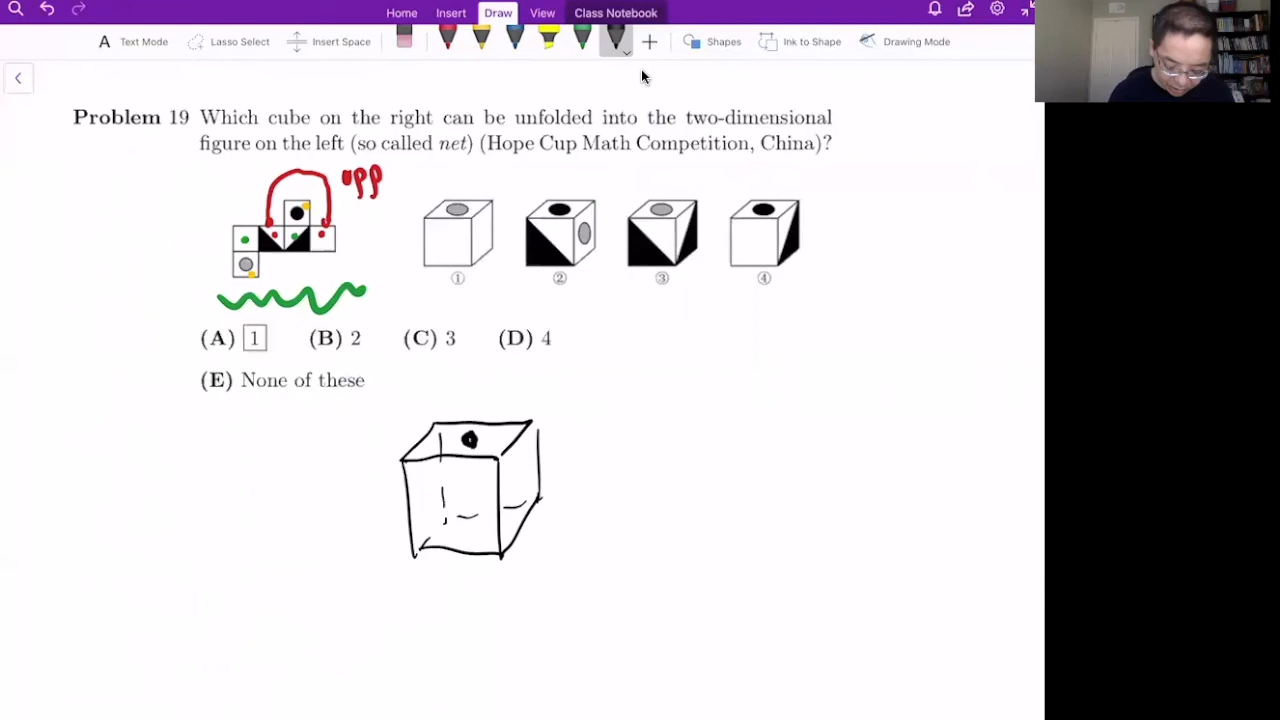 Home Insert Draw View Class Notebook
Text Mode Lasso Select Insert Space Shapes Ink to Shape Drawing Mode
Problem 19 Which cube on the right can be unfolded into the two-dimensional
figure on the left (so called net) (Hope Cup Math Competition, China)?
opp
① ② ③ ④
(A) 1 (B) 2 (C) 3 (D) 4
(E) None of these